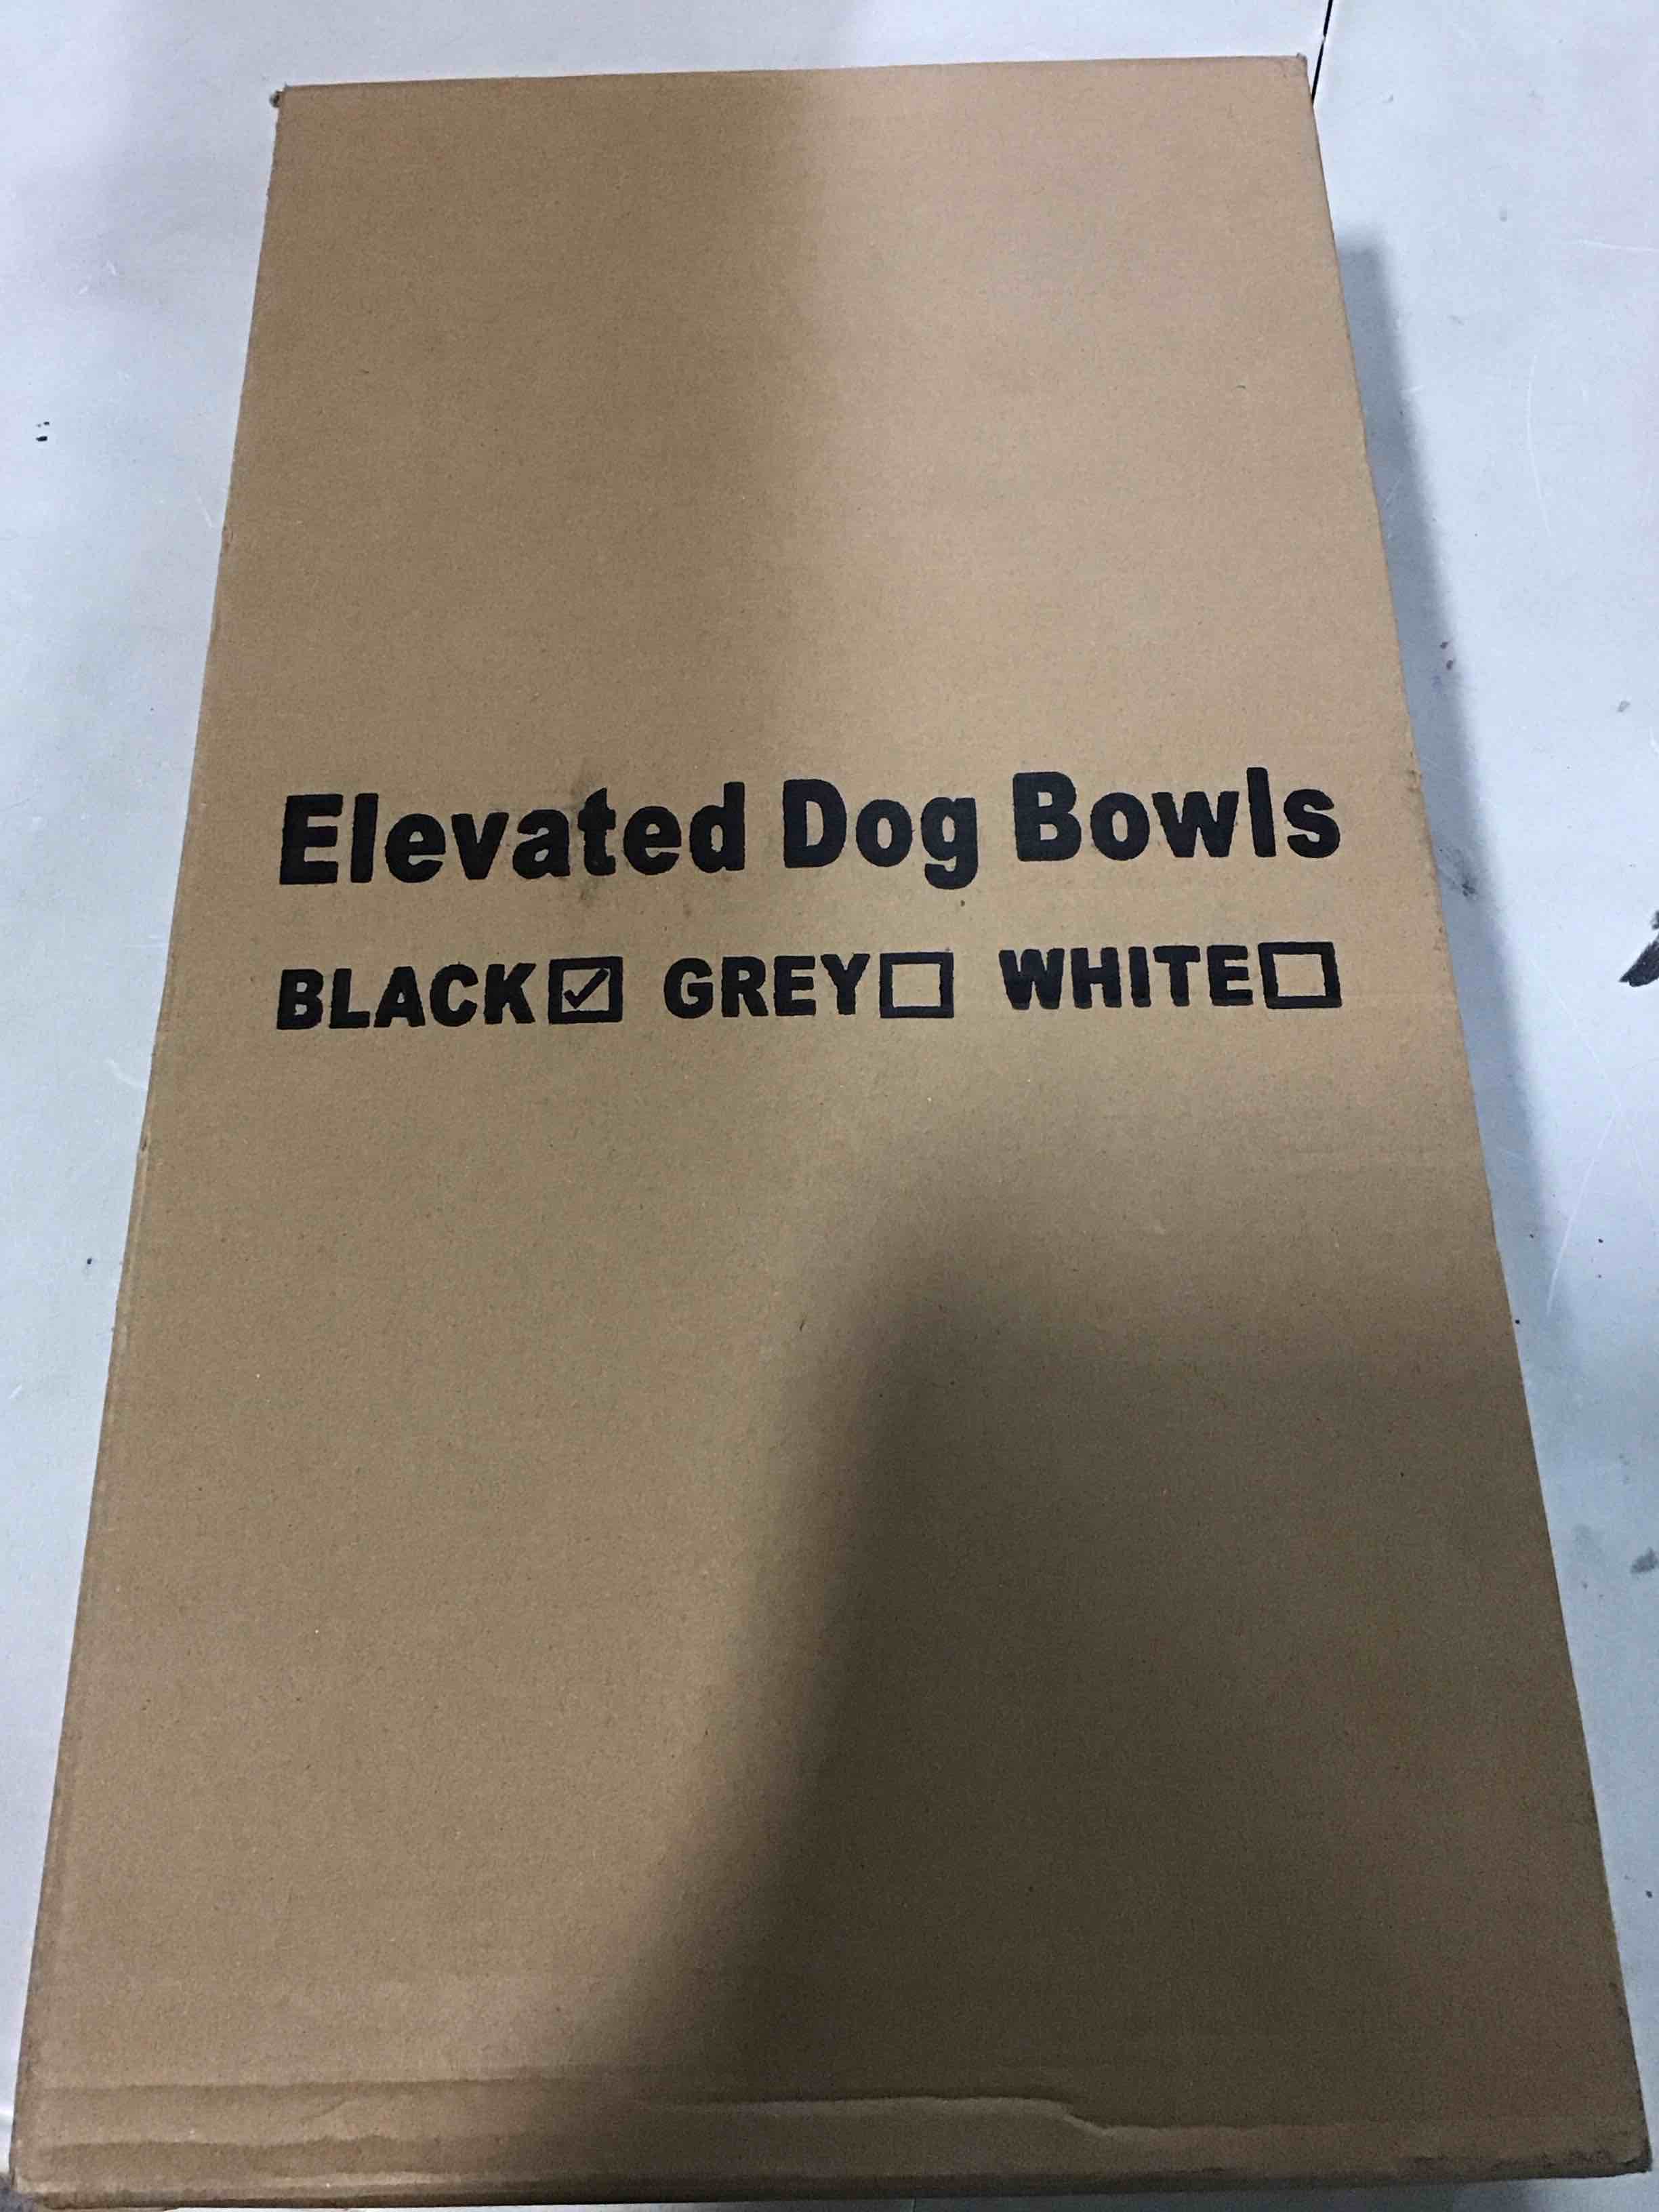 Elevated Dog Bowls
BLACK☑ GREY☐ WHITE☐